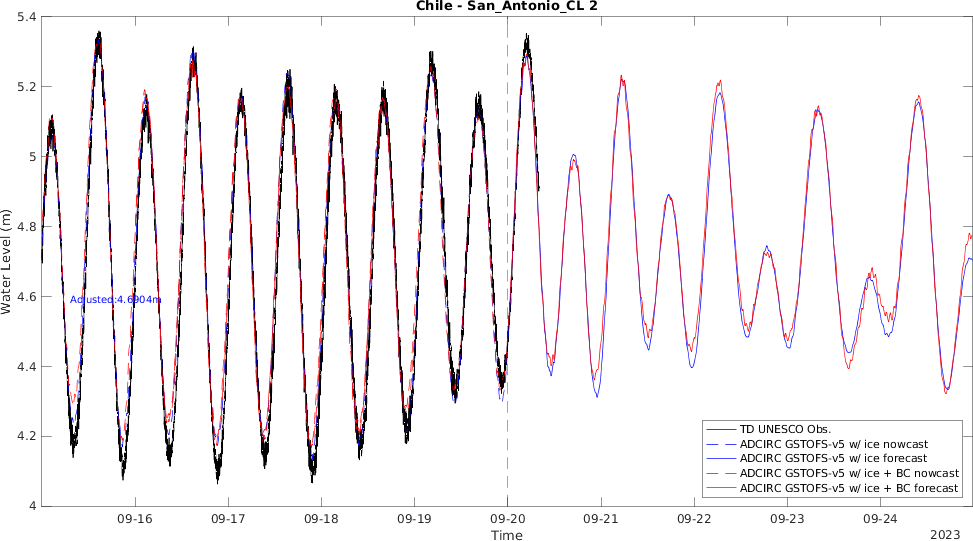 Chile - San_Antonio_CL 2
5.4
5.2
5
4.8
4.6
4.4
4.2
4
Water Level (m)
Adjusted:4.6904m
TD UNESCO Obs.
ADCIRC GSTOFS-v5 w/ ice nowcast
ADCIRC GSTOFS-v5 w/ ice forecast
ADCIRC GSTOFS-v5 w/ ice + BC nowcast
ADCIRC GSTOFS-v5 w/ ice + BC forecast
09-16 09-17 09-18 09-19 09-20 09-21 09-22 09-23 09-24
Time
2023